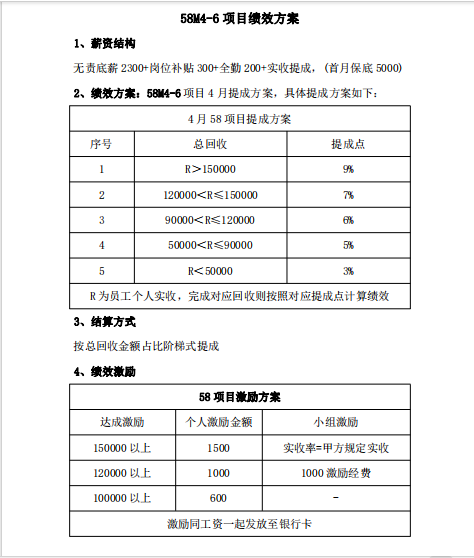 58M4-6 项目绩效方案
1、薪资结构
无责底薪 2300+岗位补贴 300+全勤 200+实收提成，(首月保底 5000)
2、绩效方案：58M4-6 项目 4 月提成方案，具体提成方案如下：
4 月 58 项目提成方案
序号 总回收 提成点
1 R＞150000 9%
2 120000＜R≤150000 7%
3 90000＜R≤120000 6%
4 50000＜R≤90000 5%
5 R＜50000 3%
R 为员工个人实收，完成对应回收则按照对应提成点计算绩效
3、结算方式
按总回收金额占比阶梯式提成
4、绩效激励
58 项目激励方案
达成激励 个人激励金额 小组激励
150000 以上 1500 实收率=甲方规定实收
120000 以上 1000 1000 激励经费
100000 以上 600 -
激励同工资一起发放至银行卡